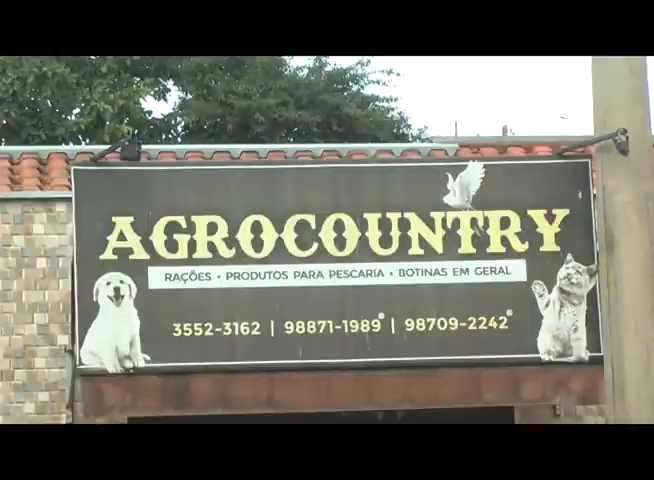 AGROCOUNTRY
RAÇÕES • PRODUTOS PARA PESCARIA • BOTINAS EM GERAL
3552-3162 | 98871-1989 | 98709-2242